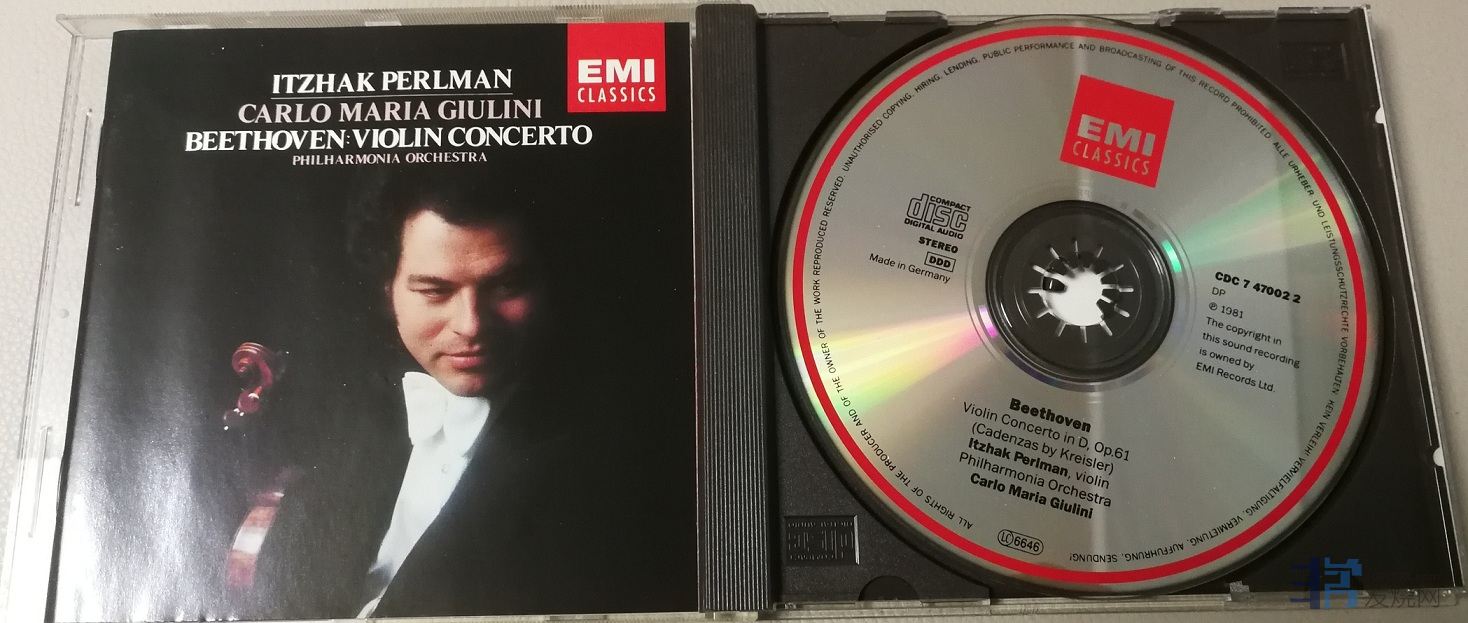 ITZHAK PERLMAN
CARLO MARIA GIULINI
BEETHOVEN: VIOLIN CONCERTO
PHILHARMONIA ORCHESTRA
EMI
CLASSICS
EMI
CLASSICS
COMPACT
disc
DIGITAL AUDIO
STEREO
DDD
Made in Germany
CDC 7 47002 2
DP
℗ 1981
The copyright in
this sound recording
is owned by
EMI Records Ltd.
Beethoven
Violin Concerto in D, Op.61
(Cadenzas by Kreisler)
Itzhak Perlman, violin
Philharmonia Orchestra
Carlo Maria Giulini
ALL RIGHTS OF THE PRODUCER AND OF THE OWNER OF THE WORK REPRODUCED RESERVED. UNAUTHORISED COPYING, HIRING, LENDING, PUBLIC PERFORMANCE AND BROADCASTING OF THIS RECORD PROHIBITED. ALLE URHEBER- UND LEISTUNGSSCHUTZRECHTE VORBEHALTEN. KEIN VERLEIH! VERVIELFÄLTIGUNG, VERMIETUNG, AUFFÜHRUNG, SENDUNG!
6646
发烧网